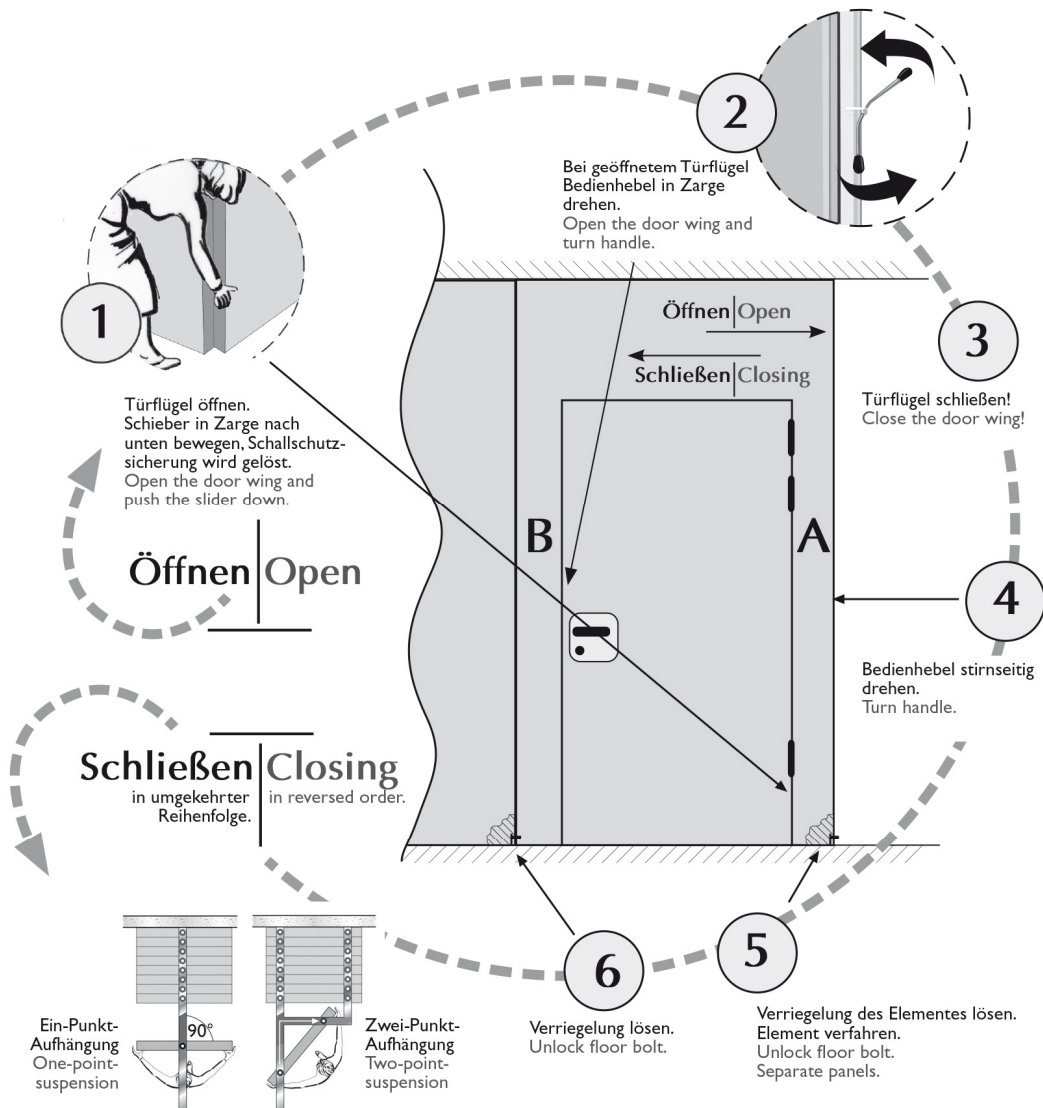 2
Bei geöffnetem Türflügel
Bedienhebel in Zarge
drehen.
Open the door wing and
turn handle.
1
Türflügel öffnen.
Schieber in Zarge nach
unten bewegen, Schallschutz-
sicherung wird gelöst.
Open the door wing and
push the slider down.
Öffnen Open
Öffnen Open
Schließen Closing
3
Türflügel schließen!
Close the door wing!
B
A
4
Bedienhebel stirnseitig
drehen.
Turn handle.
Schließen Closing
in umgekehrter in reversed order.
Reihenfolge.
6
Verriegelung lösen.
Unlock floor bolt.
5
Verriegelung des Elementes lösen.
Element verfahren.
Unlock floor bolt.
Separate panels.
90°
Ein-Punkt-
Aufhängung
One-point-
suspension
Zwei-Punkt-
Aufhängung
Two-point-
suspension